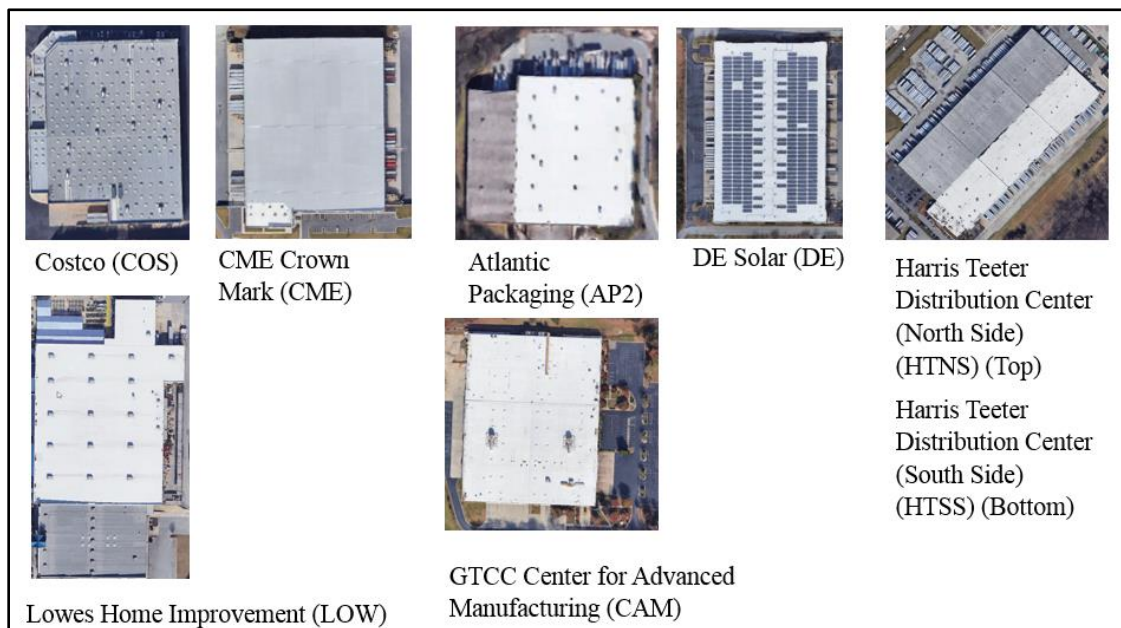 Costco (COS)
CME Crown
Mark (CME)
Atlantic
Packaging (AP2)
DE Solar (DE)
Harris Teeter
Distribution Center
(North Side)
(HTNS) (Top)
Harris Teeter
Distribution Center
(South Side)
(HTSS) (Bottom)
Lowes Home Improvement (LOW)
GTCC Center for Advanced
Manufacturing (CAM)